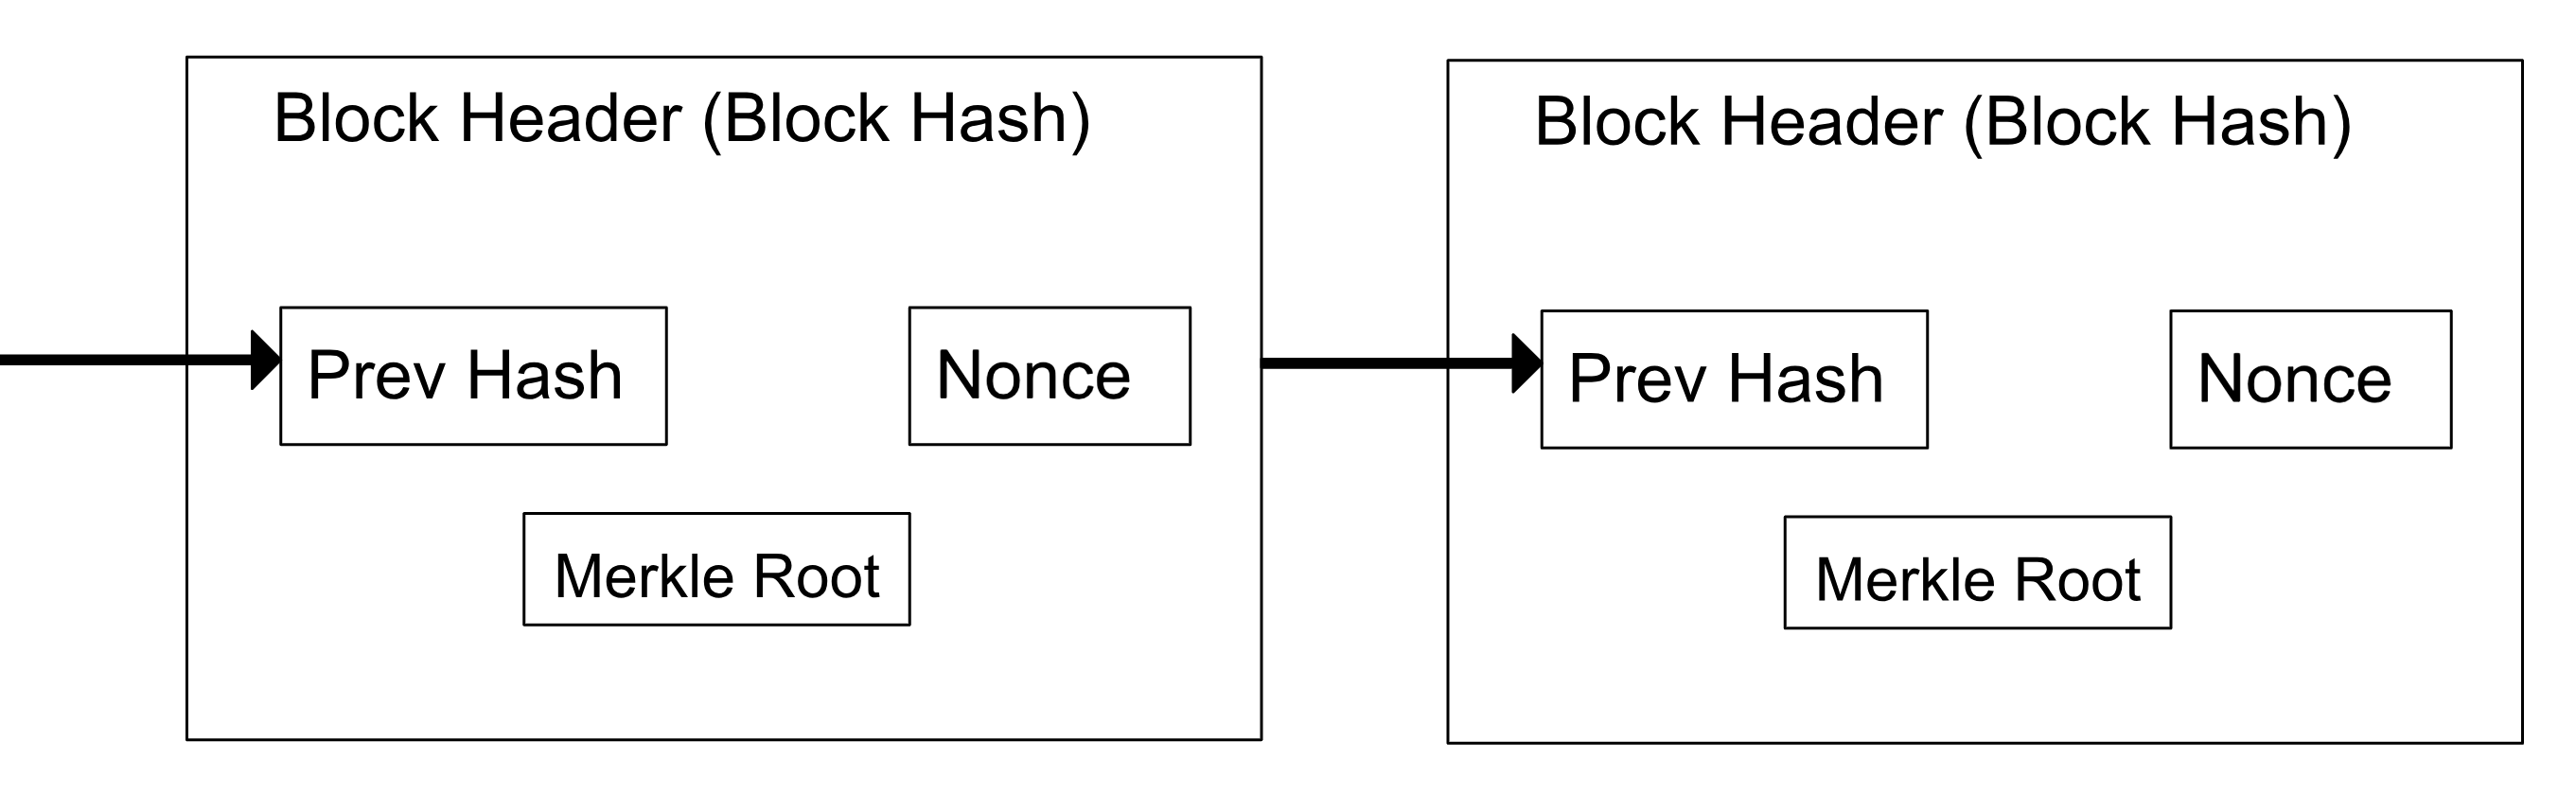 Block Header (Block Hash)
Prev Hash
Nonce
Merkle Root
Block Header (Block Hash)
Prev Hash
Nonce
Merkle Root